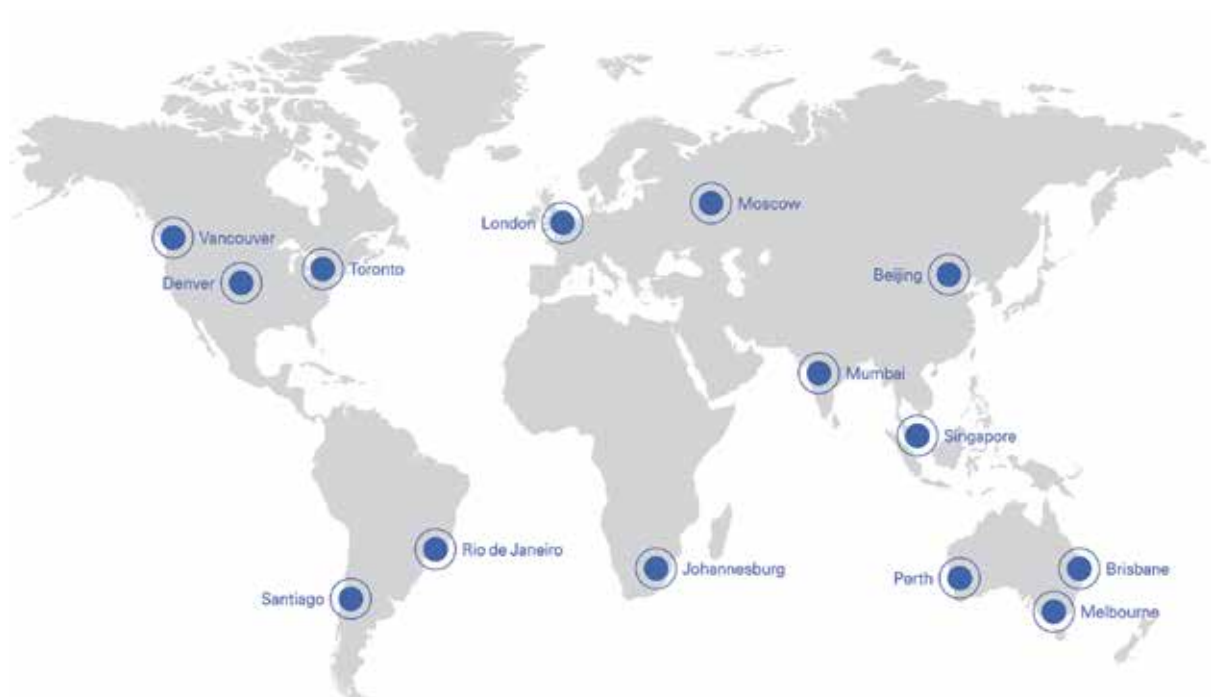 Moscow
London
Vancouver
Toronto
Denver
Beijing
Mumbai
Singapore
Rio de Janeiro
Johannesburg
Brisbane
Perth
Santiago
Melbourne